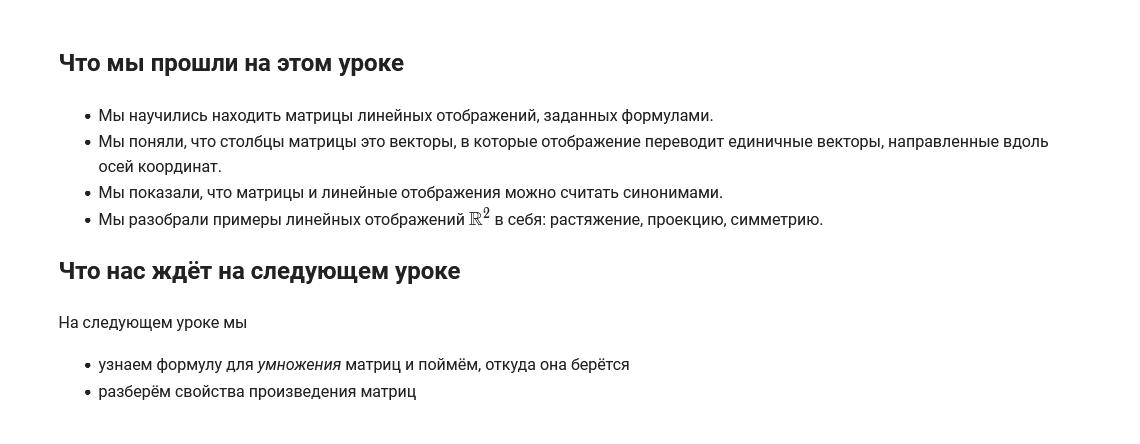 Что мы прошли на этом уроке
• Мы научились находить матрицы линейных отображений, заданных формулами.
• Мы поняли, что столбцы матрицы это векторы, в которые отображение переводит единичные векторы, направленные вдоль
осей координат.
• Мы показали, что матрицы и линейные отображения можно считать синонимами.
• Мы разобрали примеры линейных отображений ℝ² в себя: растяжение, проекцию, симметрию.
Что нас ждёт на следующем уроке
На следующем уроке мы
• узнаем формулу для умножения матриц и поймём, откуда она берётся
• разберём свойства произведения матриц